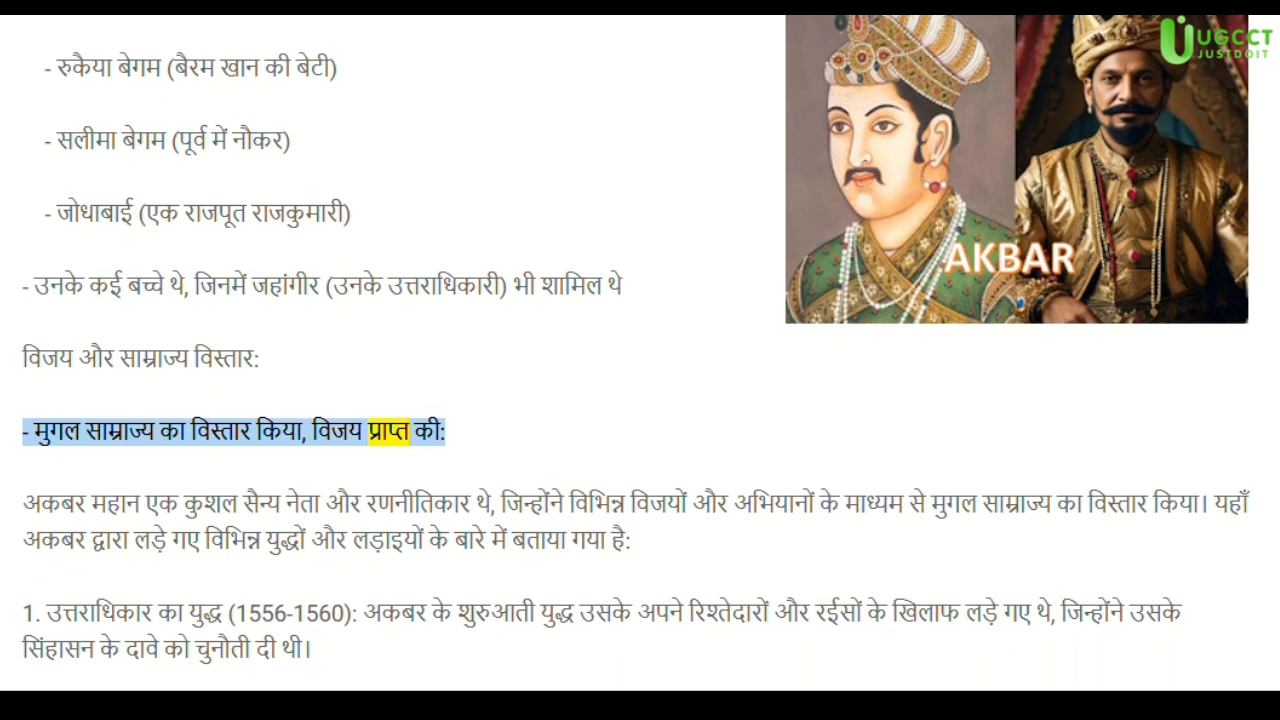 - रुकैया बेगम (बैरम खान की बेटी)
- सलीमा बेगम (पूर्व में नौकर)
- जोधाबाई (एक राजपूत राजकुमारी)
- उनके कई बच्चे थे, जिनमें जहांगीर (उनके उत्तराधिकारी) भी शामिल थे
विजय और साम्राज्य विस्तार:
- मुगल साम्राज्य का विस्तार किया, विजय प्राप्त की:
अकबर महान एक कुशल सैन्य नेता और रणनीतिकार थे, जिन्होंने विभिन्न विजयों और अभियानों के माध्यम से मुगल साम्राज्य का विस्तार किया। यहाँ
अकबर द्वारा लड़े गए विभिन्न युद्धों और लड़ाइयों के बारे में बताया गया है:
1. उत्तराधिकार का युद्ध (1556-1560): अकबर के शुरुआती युद्ध उसके अपने रिश्तेदारों और रईसों के खिलाफ लड़े गए थे, जिन्होंने उसके
सिंहासन के दावे को चुनौती दी थी।
AKBAR
UGCCT
JUSTDOIT